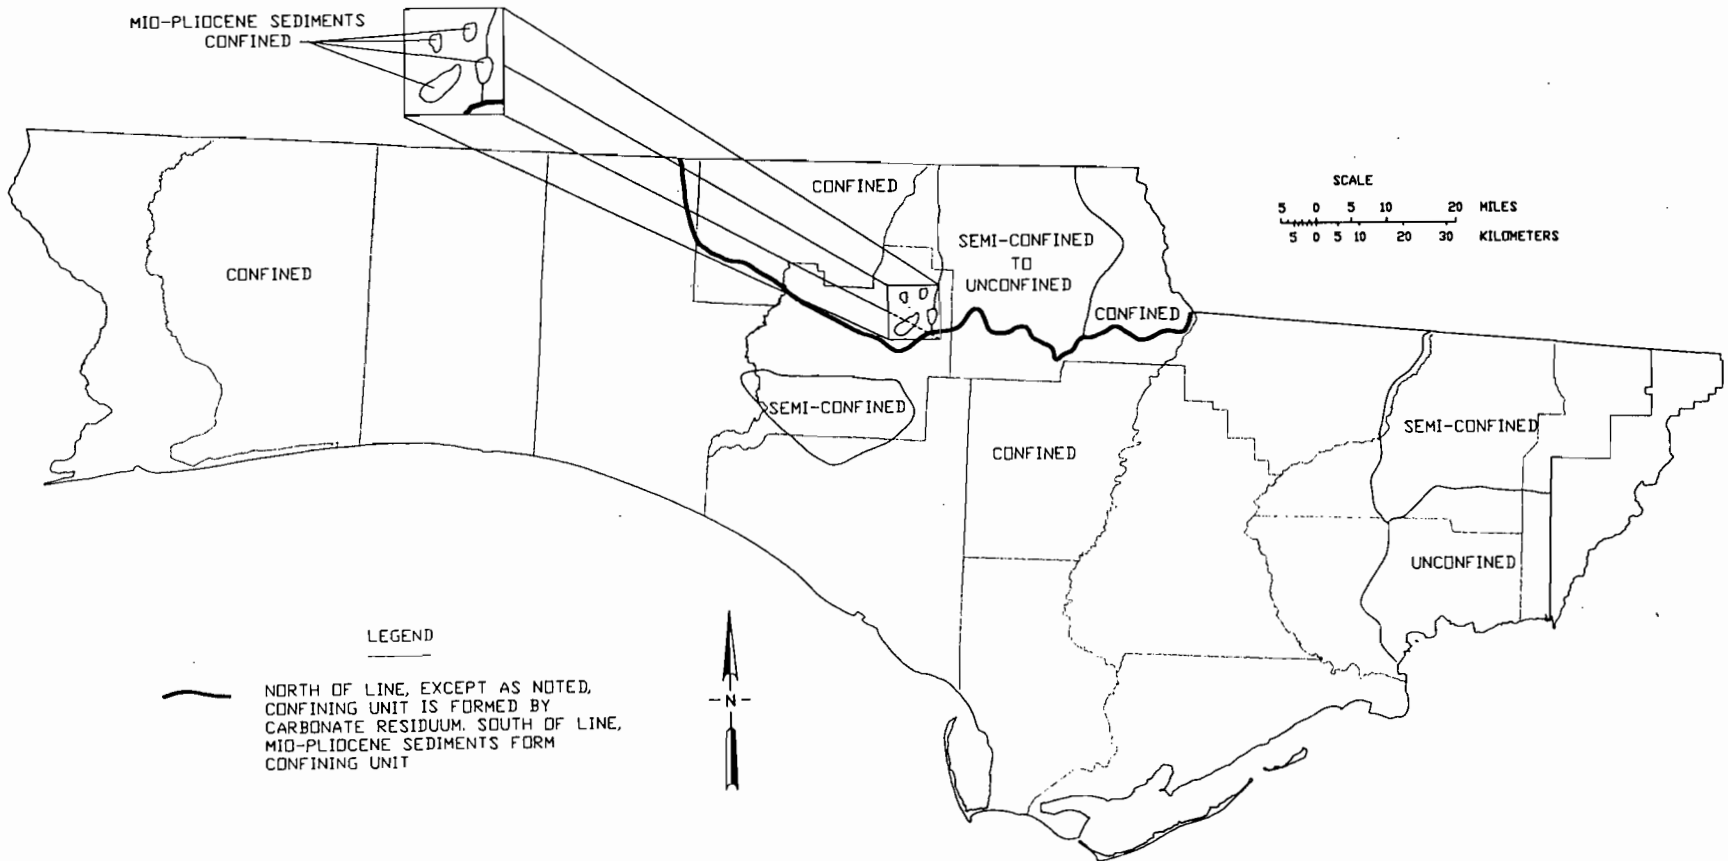 MIO-PLIOCENE SEDIMENTS
CONFINED
CONFINED
CONFINED
SEMI-CONFINED
TO
UNCONFINED
CONFINED
SCALE
5 0 5 10 20 MILES
5 0 5 10 20 30 KILOMETERS
SEMI-CONFINED
CONFINED
SEMI-CONFINED
UNCONFINED
LEGEND
NORTH OF LINE, EXCEPT AS NOTED,
CONFINING UNIT IS FORMED BY
CARBONATE RESIDUUM. SOUTH OF LINE,
MIO-PLIOCENE SEDIMENTS FORM
CONFINING UNIT
N